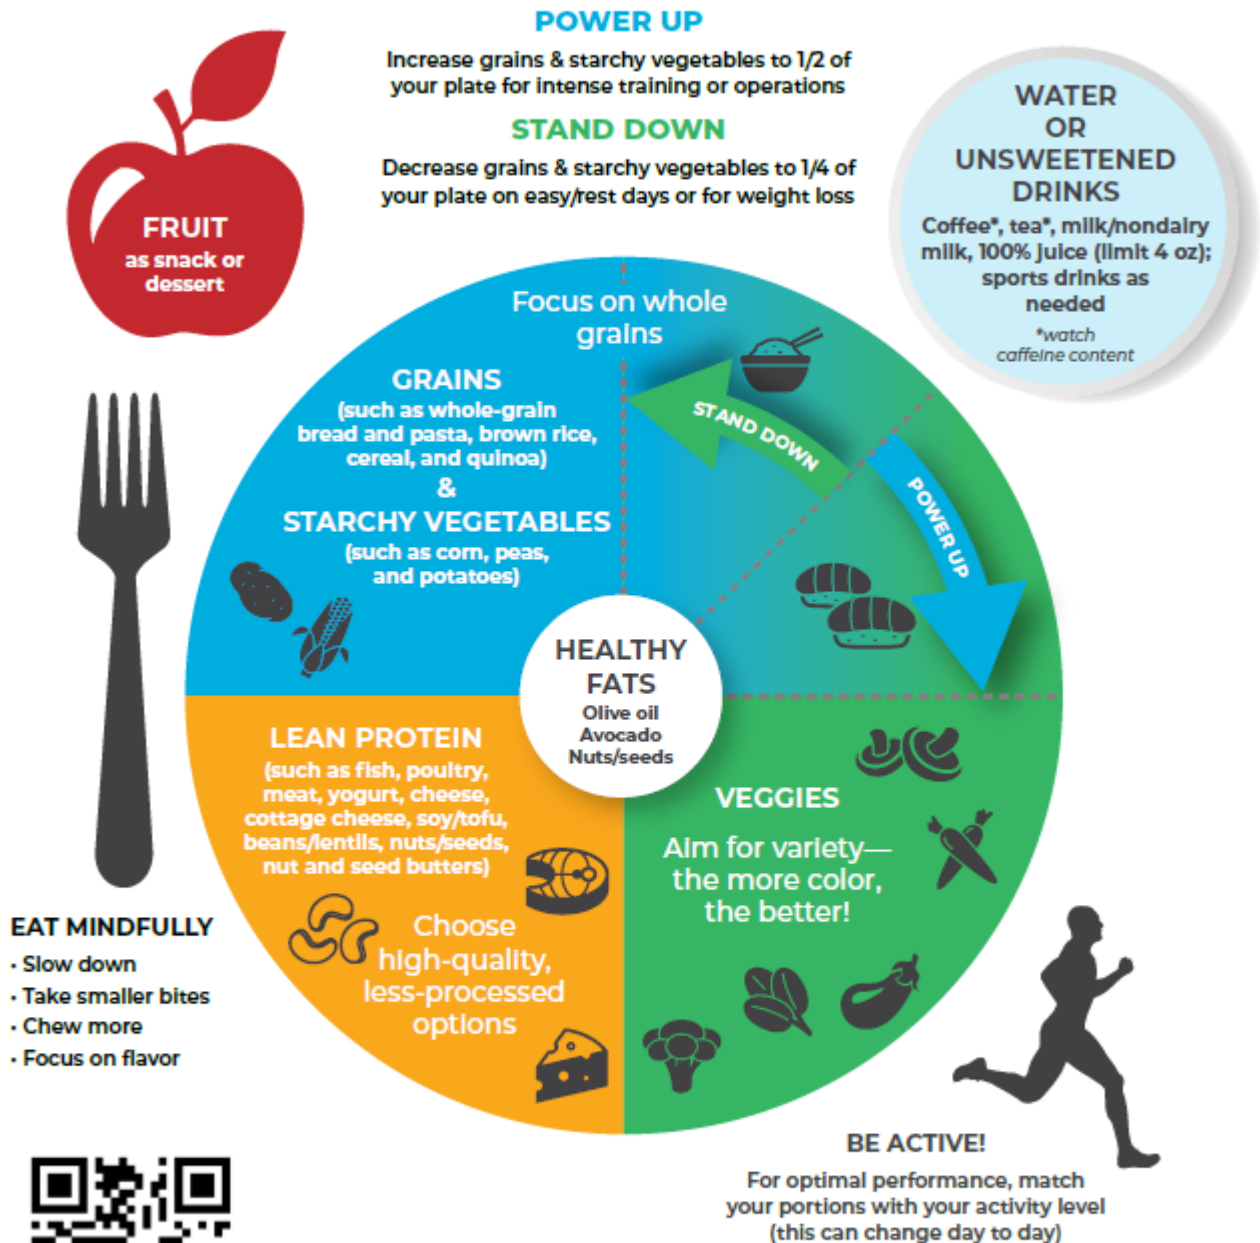 POWER UP
Increase grains & starchy vegetables to 1/2 of
your plate for intense training or operations
STAND DOWN
Decrease grains & starchy vegetables to 1/4 of
your plate on easy/rest days or for weight loss
WATER
OR
UNSWEETENED
DRINKS
Coffee*, tea*, milk/nondairy
milk, 100% juice (limit 4 oz);
sports drinks as
needed
*watch
caffeine content
FRUIT
as snack or
dessert
Focus on whole
grains
GRAINS
(such as whole-grain
bread and pasta, brown rice,
cereal, and quinoa)
&
STARCHY VEGETABLES
(such as corn, peas,
and potatoes)
STAND DOWN
POWER UP
HEALTHY
FATS
Olive oil
Avocado
Nuts/seeds
LEAN PROTEIN
(such as fish, poultry,
meat, yogurt, cheese,
cottage cheese, soy/tofu,
beans/lentils, nuts/seeds,
nut and seed butters)
Choose
high-quality,
less-processed
options
VEGGIES
Aim for variety—
the more color,
the better!
EAT MINDFULLY
• Slow down
• Take smaller bites
• Chew more
• Focus on flavor
BE ACTIVE!
For optimal performance, match
your portions with your activity level
(this can change day to day)